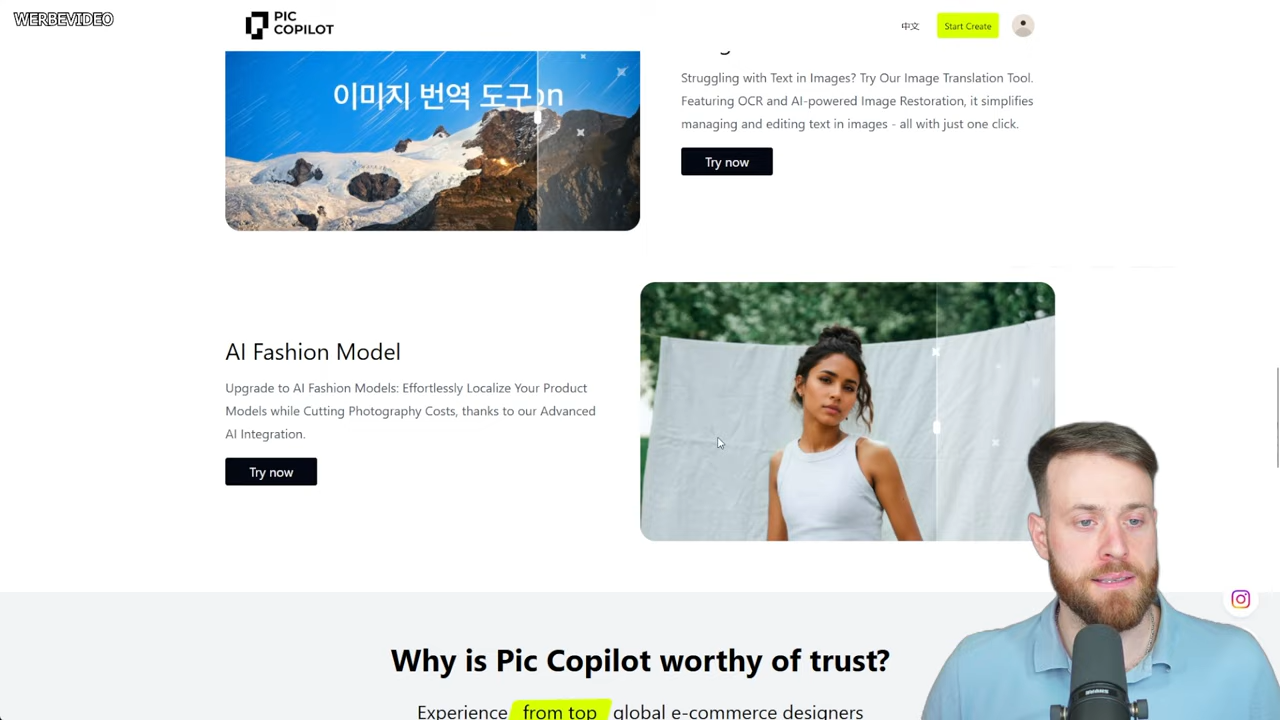 WERBEVIDEO
PIC
COPILOT
中文
Start Create
이미지 번역 도구on
Struggling with Text in Images? Try Our Image Translation Tool.
Featuring OCR and AI-powered Image Restoration, it simplifies
managing and editing text in images - all with just one click.
Try now
AI Fashion Model
Upgrade to AI Fashion Models: Effortlessly Localize Your Product
Models while Cutting Photography Costs, thanks to our Advanced
AI Integration.
Try now
Why is Pic Copilot worthy of trust?
Experience from top global e-commerce designers